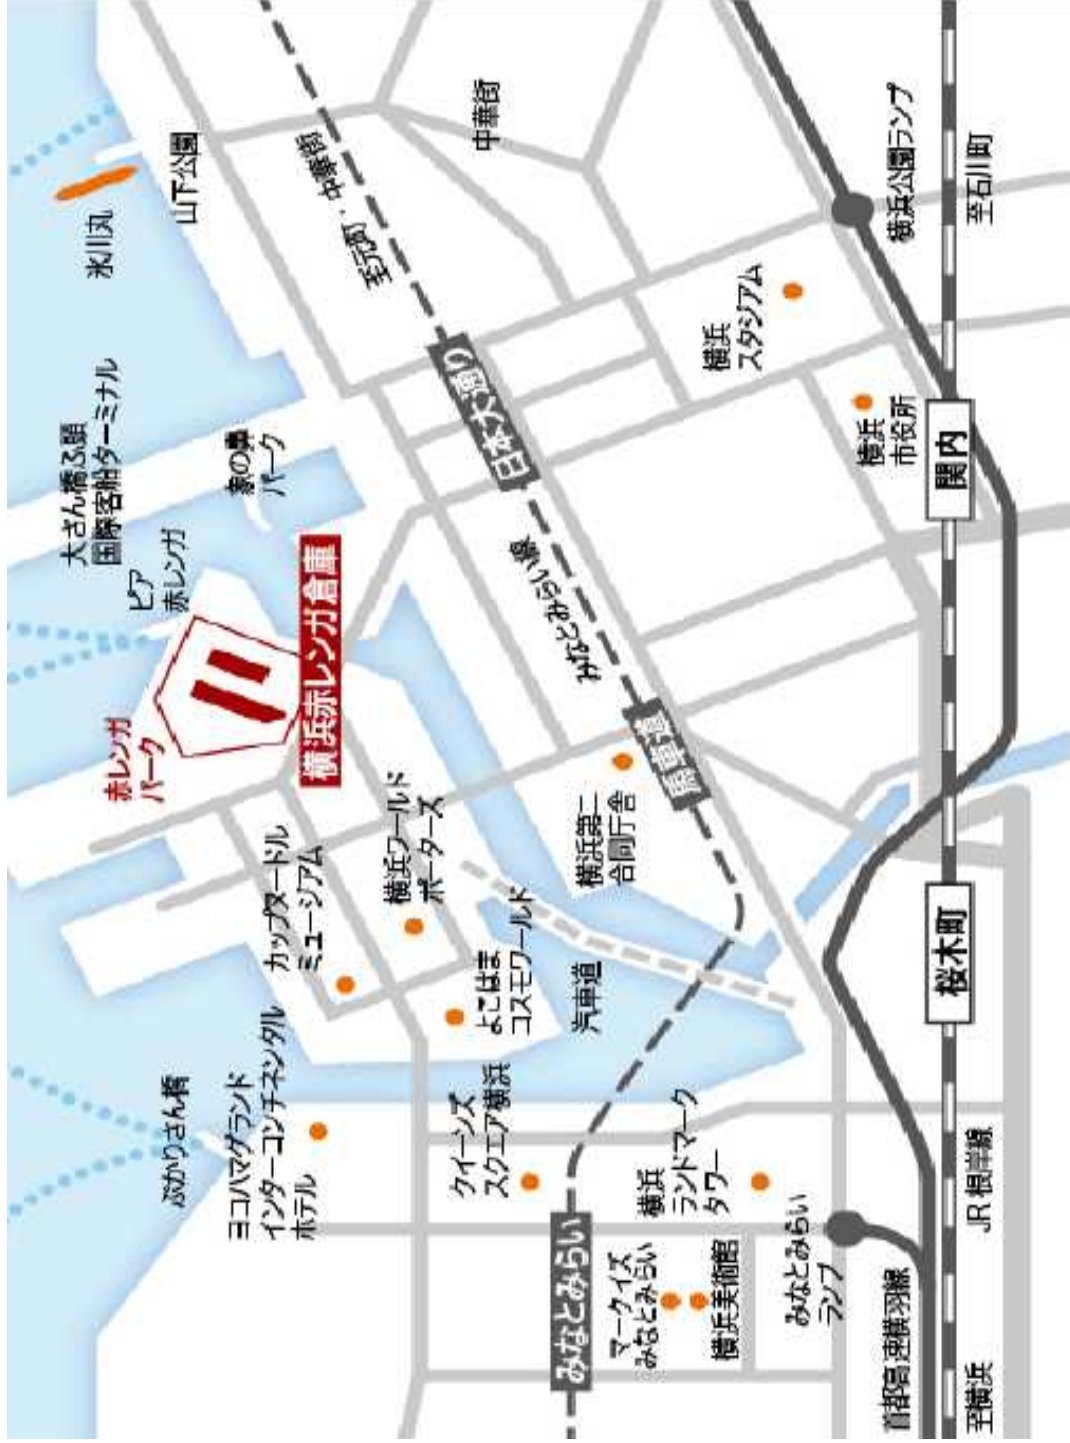 ぷかりさん橋
ヨコハマグランド
インターコンチネンタル
ホテル
カップヌードル
ミュージアム
赤レンガ
パーク
横浜赤レンガ倉庫
ピア
赤レンガ
大さん橋ふ頭
国際客船ターミナル
象の鼻
パーク
氷川丸
山下公園
横浜ワールド
ポーターズ
よこはま
コスモワールド
汽車道
クイーンズ
スクエア横浜
横浜第二
合同庁舎
みなとみらい
みなとみらい線
馬車道
日本大通り
至元町・中華街
中華街
マークイズ
みなとみらい
横浜美術館
横浜
ランドマーク
タワー
みなとみらい
ランプ
横浜
スタジアム
横浜
市役所
横浜公園ランプ
首都高速横羽線
桜木町
関内
至横浜
JR根岸線
至石川町